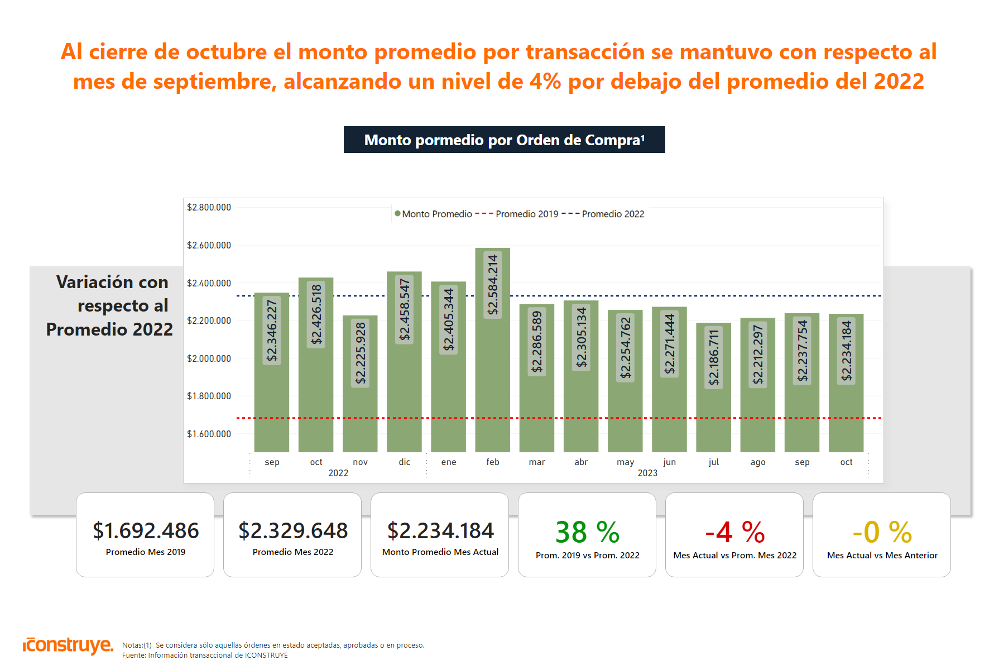 Al cierre de octubre el monto promedio por transacción se mantuvo con respecto al
mes de septiembre, alcanzando un nivel de 4% por debajo del promedio del 2022
Monto pormedio por Orden de Compra¹
Variación con
respecto al
Promedio 2022
Monto Promedio
Promedio 2019
Promedio 2022
$2.800.000
$2.600.000
$2.400.000
$2.200.000
$2.000.000
$1.800.000
$1.600.000
$2.346.227
$2.426.518
$2.225.928
$2.458.547
$2.405.344
$2.584.214
$2.286.589
$2.305.134
$2.254.762
$2.271.444
$2.186.711
$2.212.297
$2.237.754
$2.234.184
sep
oct
nov
dic
ene
feb
mar
abr
may
jun
jul
ago
sep
oct
2022
2023
$1.692.486
Promedio Mes 2019
$2.329.648
Promedio Mes 2022
$2.234.184
Monto Promedio Mes Actual
38 %
Prom. 2019 vs Prom. 2022
-4 %
Mes Actual vs Prom. Mes 2022
-0 %
Mes Actual vs Mes Anterior
iconstruye.
Notas:(1) Se considera sólo aquellas órdenes en estado aceptadas, aprobadas o en proceso.
Fuente: Información transaccional de ICONSTRUYE